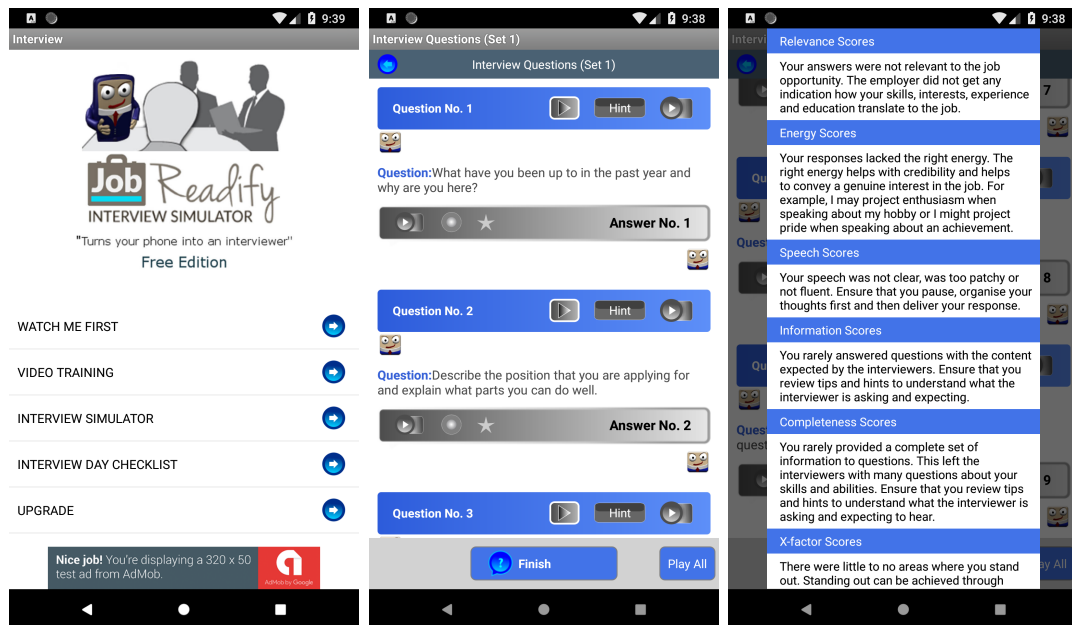 A
9:39
Interview
Job Readify
INTERVIEW SIMULATOR
"Turns your phone into an interviewer"
Free Edition
WATCH ME FIRST
VIDEO TRAINING
INTERVIEW SIMULATOR
INTERVIEW DAY CHECKLIST
UPGRADE
Nice job! You're displaying a 320 x 50
test ad from AdMob.
AdMob by Google
A
9:38
Interview Questions (Set 1)
Interview Questions (Set 1)
Question No. 1
Hint
Question:What have you been up to in the past year and
why are you here?
Answer No. 1
Question No. 2
Hint
Question:Describe the position that you are applying for
and explain what parts you can do well.
Answer No. 2
Question No. 3
Hint
? Finish
Play All
A
9:38
Intervi
Relevance Scores
Your answers were not relevant to the job
opportunity. The employer did not get any
indication how your skills, interests, experience
and education translate to the job.
7
Energy Scores
Your responses lacked the right energy. The
right energy helps with credibility and helps
to convey a genuine interest in the job. For
example, I may project enthusiasm when
speaking about my hobby or I might project
pride when speaking about an achievement.
Qu
Ques
Speech Scores
Your speech was not clear, was too patchy or
not fluent. Ensure that you pause, organise your
thoughts first and then deliver your response.
8
Information Scores
You rarely answered questions with the content
expected by the interviewers. Ensure that you
review tips and hints to understand what the
interviewer is asking and expecting.
Qu
Completeness Scores
You rarely provided a complete set of
information to questions. This left the
interviewers with many questions about your
skills and abilities. Ensure that you review tips
and hints to understand what the interviewer is
asking and expecting to hear.
Ques
quest
9
X-factor Scores
There were little to no areas where you stand
out. Standing out can be achieved through
ay All